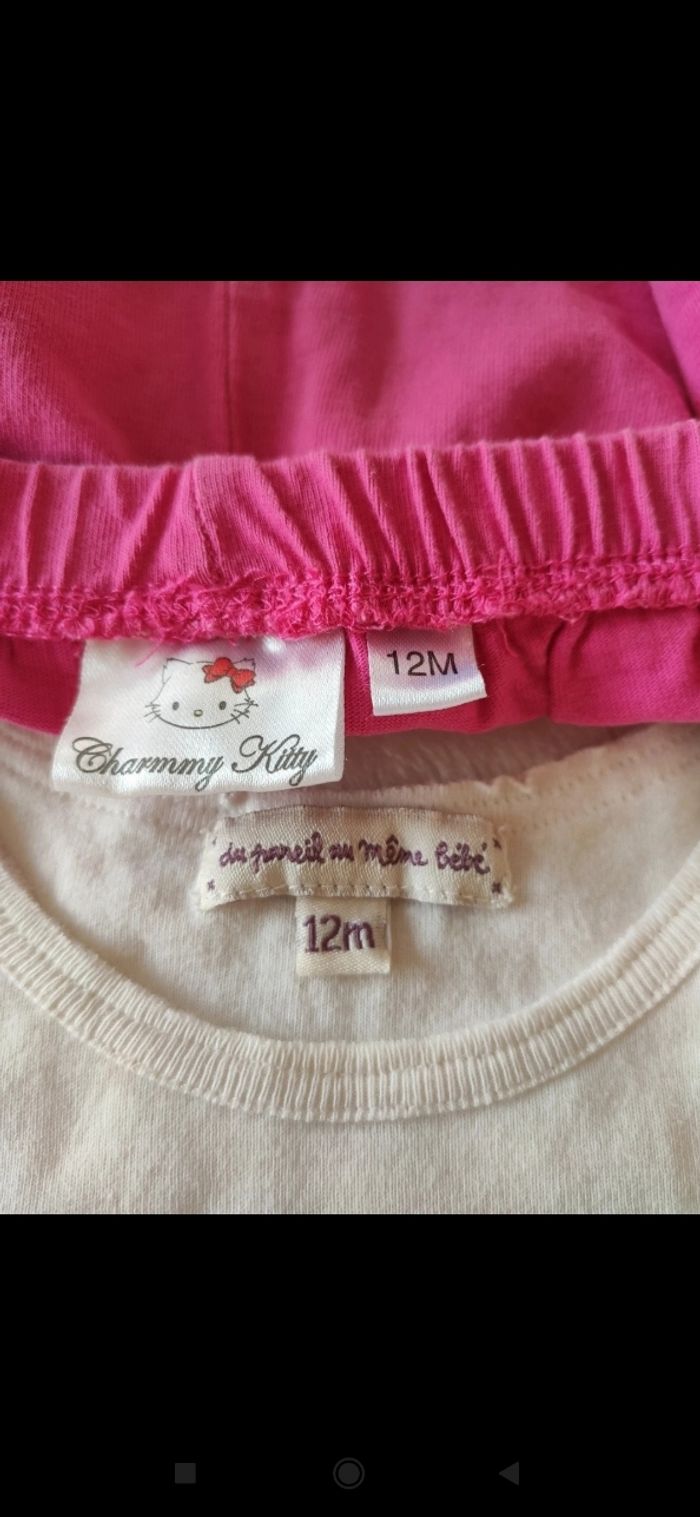 Charmmy Kitty
12M
du pareil au même bébé
12m